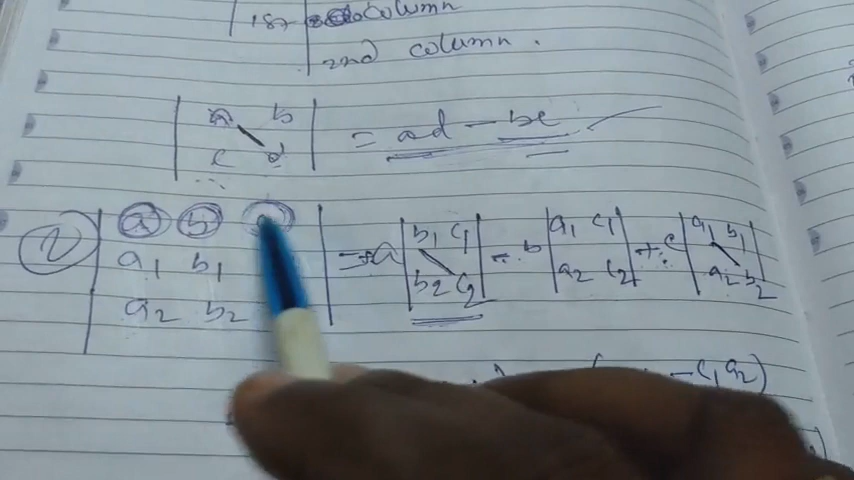 1st column
2nd column.
| a b | = ad - bc
| c d |
2 | a b | = + a | b1 c1 | - b | a1 c1 | + c | a1 b1 |
| a1 b1 | b2 c2 | a2 c2 | a2 b2 |
| a2 b2
- c1 a2)